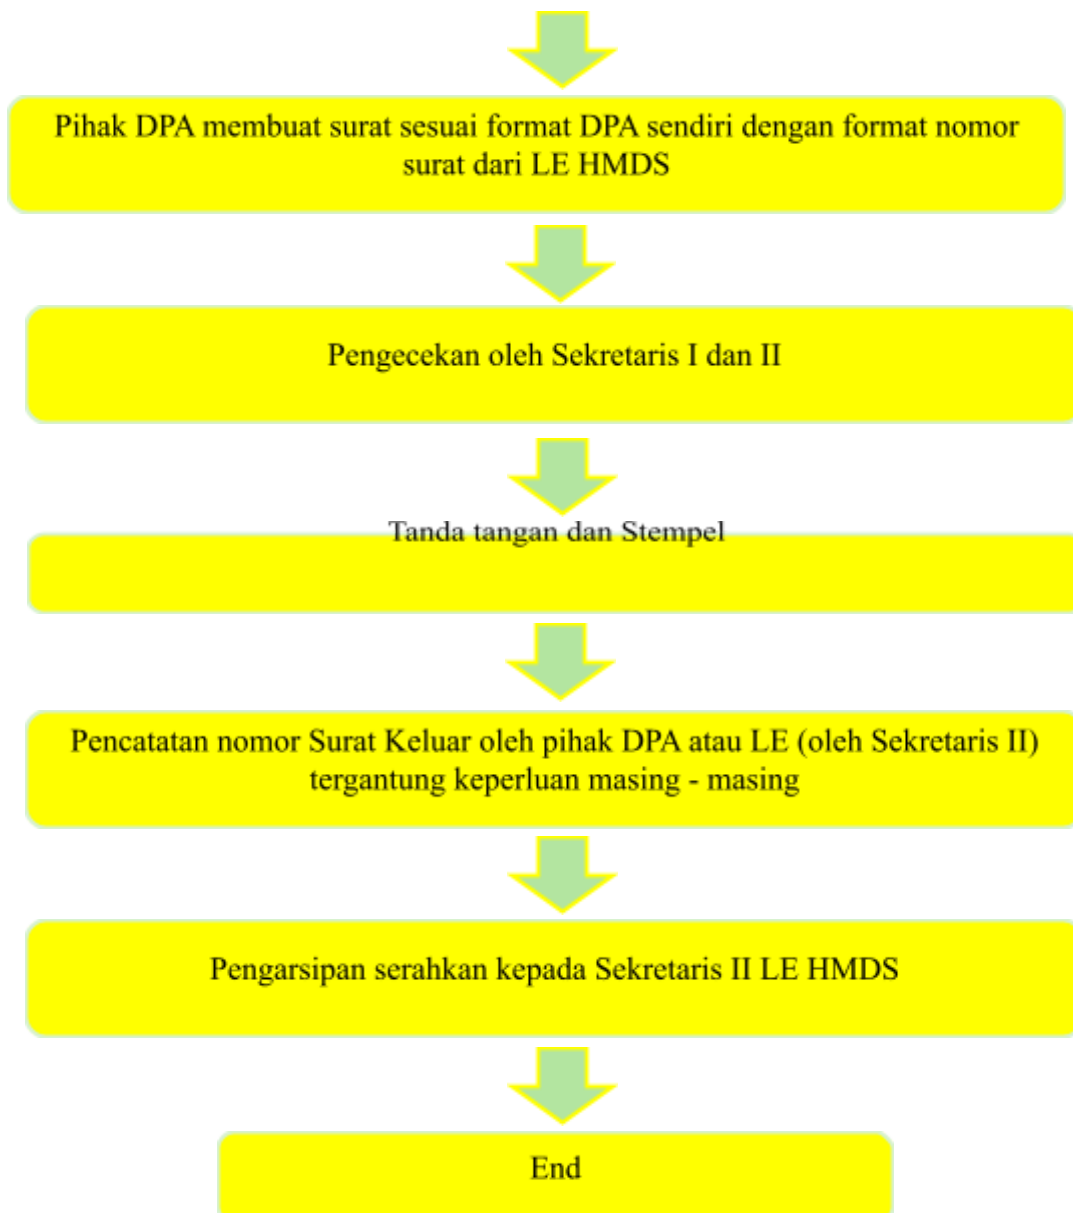 Pihak DPA membuat surat sesuai format DPA sendiri dengan format nomor
surat dari LE HMDS
Pengecekan oleh Sekretaris I dan II
Tanda tangan dan Stempel
Pencatatan nomor Surat Keluar oleh pihak DPA atau LE (oleh Sekretaris II)
tergantung keperluan masing - masing
Pengarsipan serahkan kepada Sekretaris II LE HMDS
End